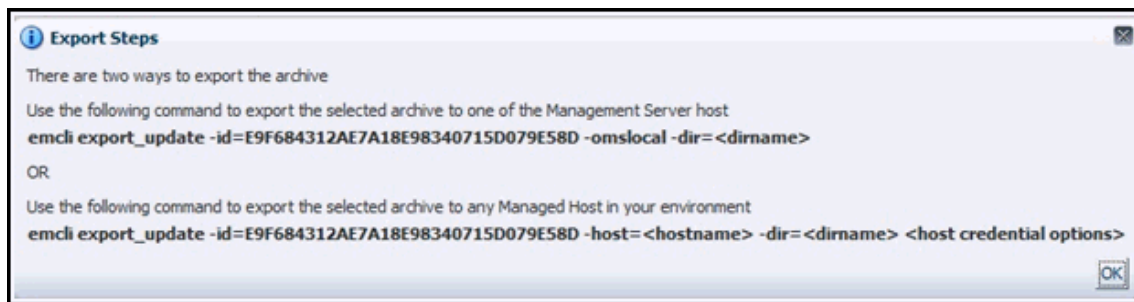 Export Steps
There are two ways to export the archive
Use the following command to export the selected archive to one of the Management Server host
emcli export_update -id=E9F684312AE7A18E98340715D079E58D -omslocal -dir=<dirname>
OR
Use the following command to export the selected archive to any Managed Host in your environment
emcli export_update -id=E9F684312AE7A18E98340715D079E58D -host=<hostname> -dir=<dirname> <host credential options>
OK